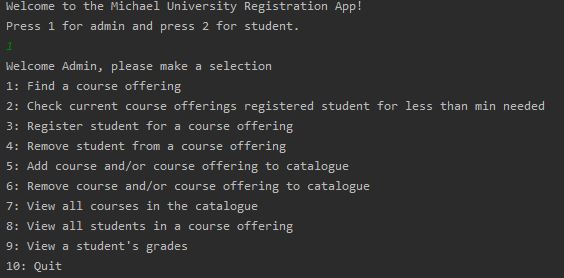 Welcome to the Michael University Registration App!
Press 1 for admin and press 2 for student.
1
Welcome Admin, please make a selection
1: Find a course offering
2: Check current course offerings registered student for less than min needed
3: Register student for a course offering
4: Remove student from a course offering
5: Add course and/or course offering to catalogue
6: Remove course and/or course offering to catalogue
7: View all courses in the catalogue
8: View all students in a course offering
9: View a student's grades
10: Quit